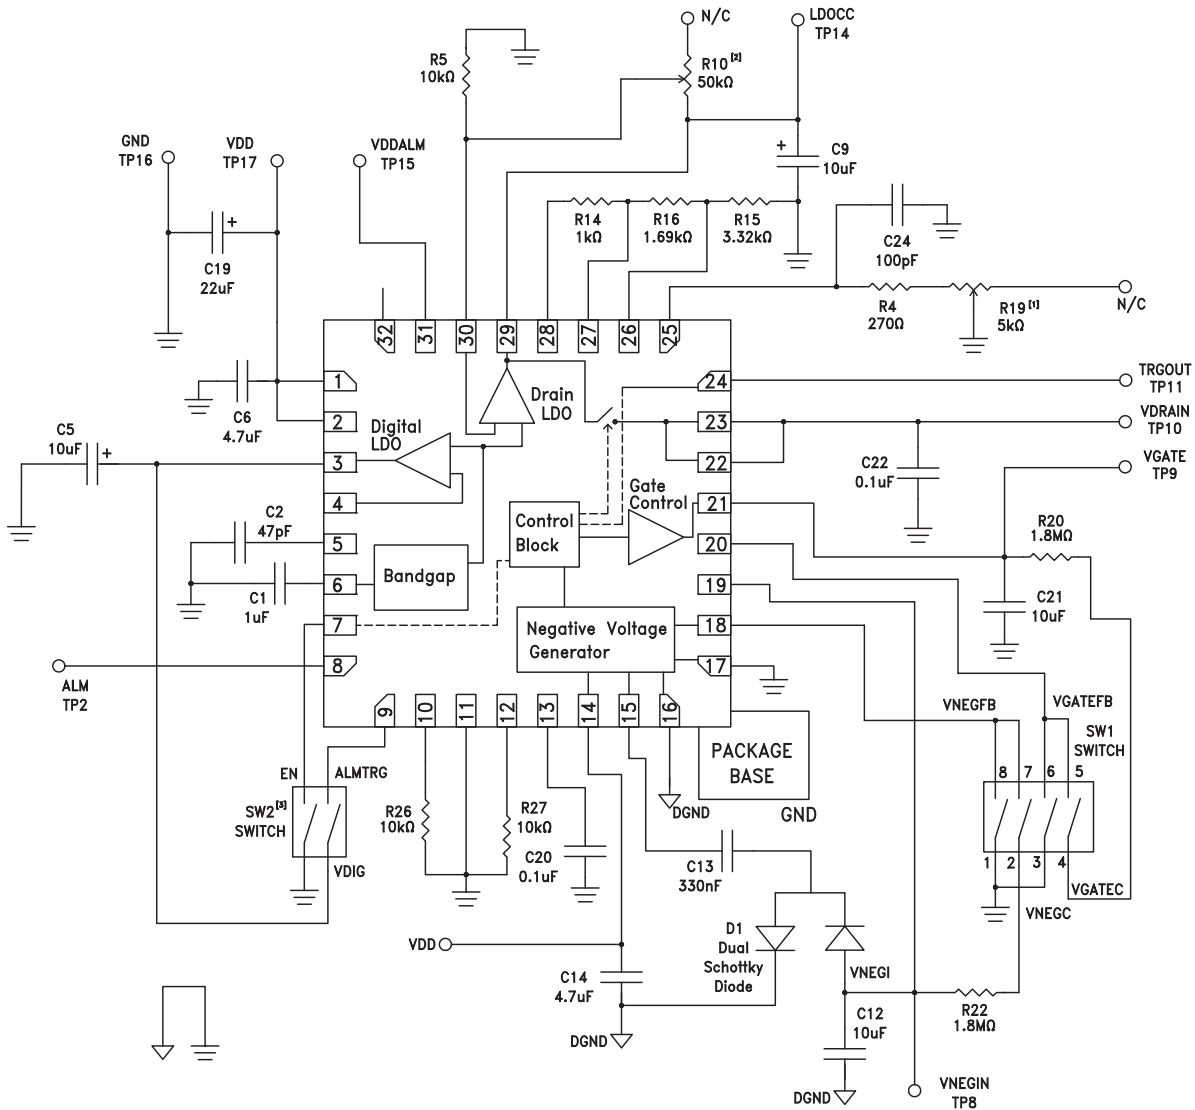 N/C
LDOCC
TP14
R5
10kΩ
R10[2]
50kΩ
GND
TP16
VDD
TP17
VDDALM
TP15
+
C9
10uF
+
C19
22uF
R14
1kΩ
R16
1.69kΩ
R15
3.32kΩ
C24
100pF
R4
270Ω
R19[1]
5kΩ
N/C
32
31
30
29
28
27
26
25
C6
4.7uF
1
2
3
4
5
6
7
8
Drain
LDO
Digital
LDO
24
23
22
21
20
19
18
17
TRGOUT
TP11
VDRAIN
TP10
VGATE
TP9
C5
10uF
+
C22
0.1uF
Gate
Control
Control
Block
C2
47pF
C1
1uF
Bandgap
R20
1.8MΩ
C21
10uF
Negative Voltage
Generator
ALM
TP2
9
10
11
12
13
14
15
16
PACKAGE
BASE
GND
DGND
VNEGFB
VGATEFB
SW1
SWITCH
8
7
6
5
1
2
3
4
VGATEC
VNEGC
EN
ALMTRG
SW2[3]
SWITCH
VDIG
R26
10kΩ
R27
10kΩ
C20
0.1uF
C13
330nF
VDD
D1
Dual
Schottky
Diode
VNEGI
C14
4.7uF
DGND
C12
10uF
DGND
R22
1.8MΩ
VNEGIN
TP8